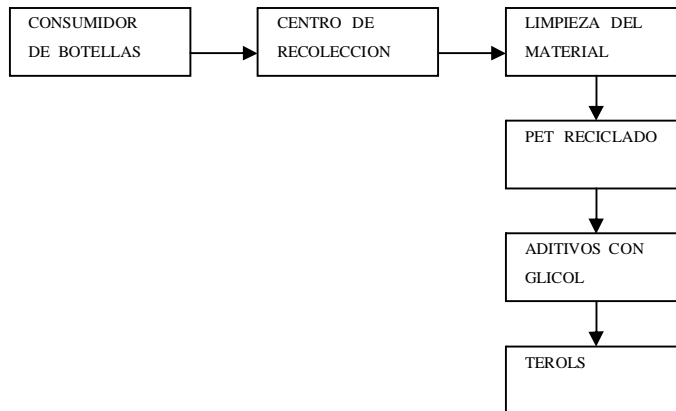 CONSUMIDOR
DE BOTELLAS
CENTRO DE
RECOLECCION
LIMPIEZA DEL
MATERIAL
PET RECICLADO
ADITIVOS CON
GLICOL
TEROLS